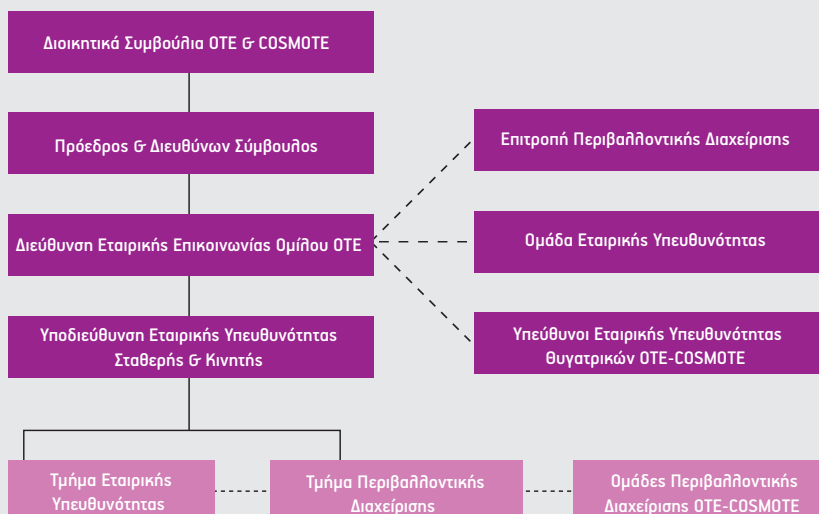 Διοικητικά Συμβούλια ΟΤΕ & COSMOTE
Πρόεδρος & Διευθύνων Σύμβουλος
Επιτροπή Περιβαλλοντικής Διαχείρισης
Διεύθυνση Εταιρικής Επικοινωνίας Ομίλου ΟΤΕ
Ομάδα Εταιρικής Υπευθυνότητας
Υποδιεύθυνση Εταιρικής Υπευθυνότητας
Σταθερής & Κινητής
Υπεύθυνοι Εταιρικής Υπευθυνότητας
Θυγατρικών ΟΤΕ-COSMOTE
Τμήμα Εταιρικής
Υπευθυνότητας
Τμήμα Περιβαλλοντικής
Διαχείρισης
Ομάδες Περιβαλλοντικής
Διαχείρισης ΟΤΕ-COSMOTE